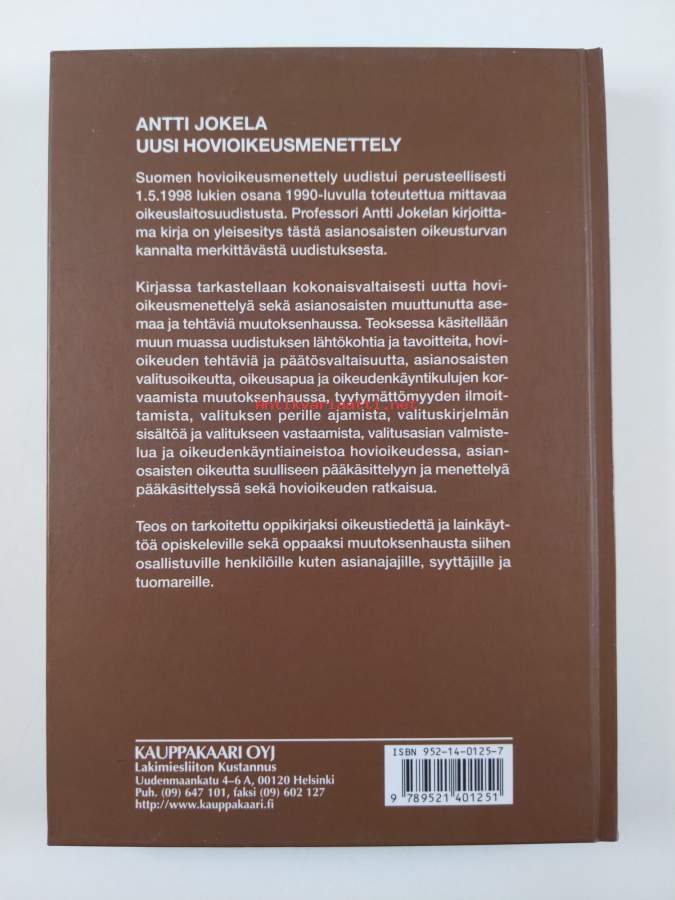 ANTTI JOKELA
UUSI HOVIOIKEUSMENETTELY
Suomen hovioikeusmenettely uudistui perusteellisesti
1.5.1998 lukien osana 1990-luvulla toteutettua mittavaa
oikeuslaitosuudistusta. Professori Antti Jokelan kirjoitta-
ma kirja on yleisesitys tästä asianosaisten oikeusturvan
kannalta merkittävästä uudistuksesta.
Kirjassa tarkastellaan kokonaisvaltaisesti uutta hovi-
oikeusmenettelyä sekä asianosaisten muuttunutta ase-
maa ja tehtäviä muutoksenhaussa. Teoksessa käsitellään
muun muassa uudistuksen lähtökohtia ja tavoitteita, hovi-
oikeuden tehtäviä ja päätösvaltaisuutta, asianosaisten
valitusoikeutta, oikeusapua ja oikeudenkäyntikulujen kor-
vaamista muutoksenhaussa, tyytymättömyyden ilmoit-
Antikvariaatti.net
tamista, valituksen perille ajamista, valituskirjelmän
sisältöä ja valitukseen vastaamista, valitusasian valmiste-
lua ja oikeudenkäyntiaineistoa hovioikeudessa, asian-
osaisten oikeutta suulliseen pääkäsittelyyn ja menettelyä
pääkäsittelyssä sekä hovioikeuden ratkaisua.
Teos on tarkoitettu oppikirjaksi oikeustiedettä ja lainkäyt-
töä opiskeleville sekä oppaaksi muutoksenhausta siihen
osallistuville henkilöille kuten asianajajille, syyttäjille ja
tuomareille.
KAUPPAKAARI OYJ
Lakimiesliiton Kustannus
Uudenmaankatu 4–6 A, 00120 Helsinki
Puh. (09) 647 101, faksi (09) 602 127
http://www.kauppakaari.fi
ISBN 952-14-0125-7
9 789521 401251